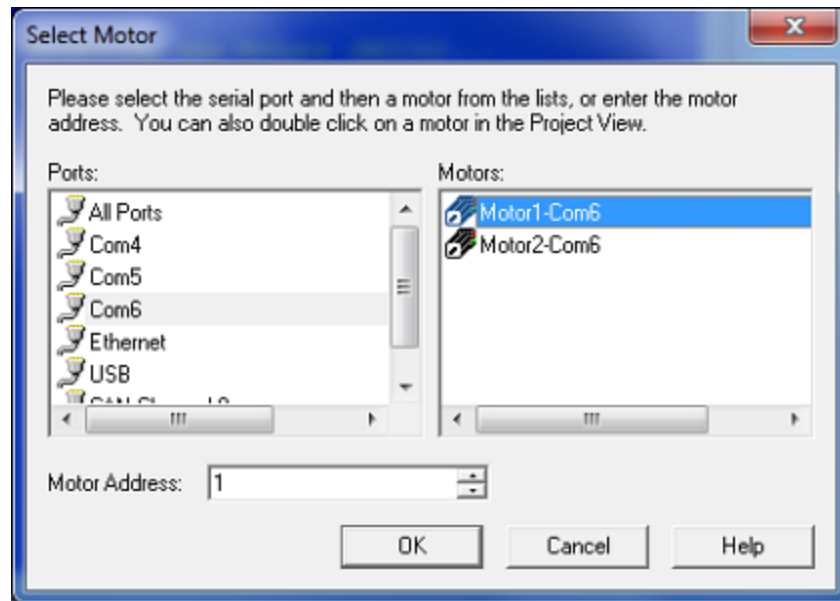 Select Motor
Please select the serial port and then a motor from the lists, or enter the motor
address. You can also double click on a motor in the Project View.
Ports:
All Ports
Com4
Com5
Com6
Ethernet
USB
Motors:
Motor1-Com6
Motor2-Com6
Motor Address:
1
OK
Cancel
Help